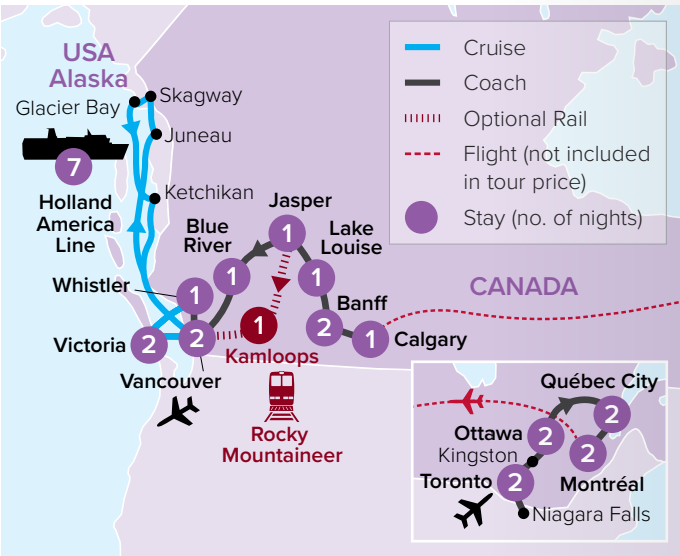 USA
Alaska
Glacier Bay
Skagway
Juneau
7
Ketchikan
Holland
America
Line
Cruise
Coach
Optional Rail
Flight (not included
in tour price)
Stay (no. of nights)
Jasper
1
Blue
River
1
Lake
Louise
1
Whistler
1
Banff
2
CANADA
Victoria
2
2
Vancouver
1
Kamloops
1
Calgary
Rocky
Mountaineer
Québec City
2
Ottawa
2
Kingston
2
Montréal
Toronto
2
Niagara Falls